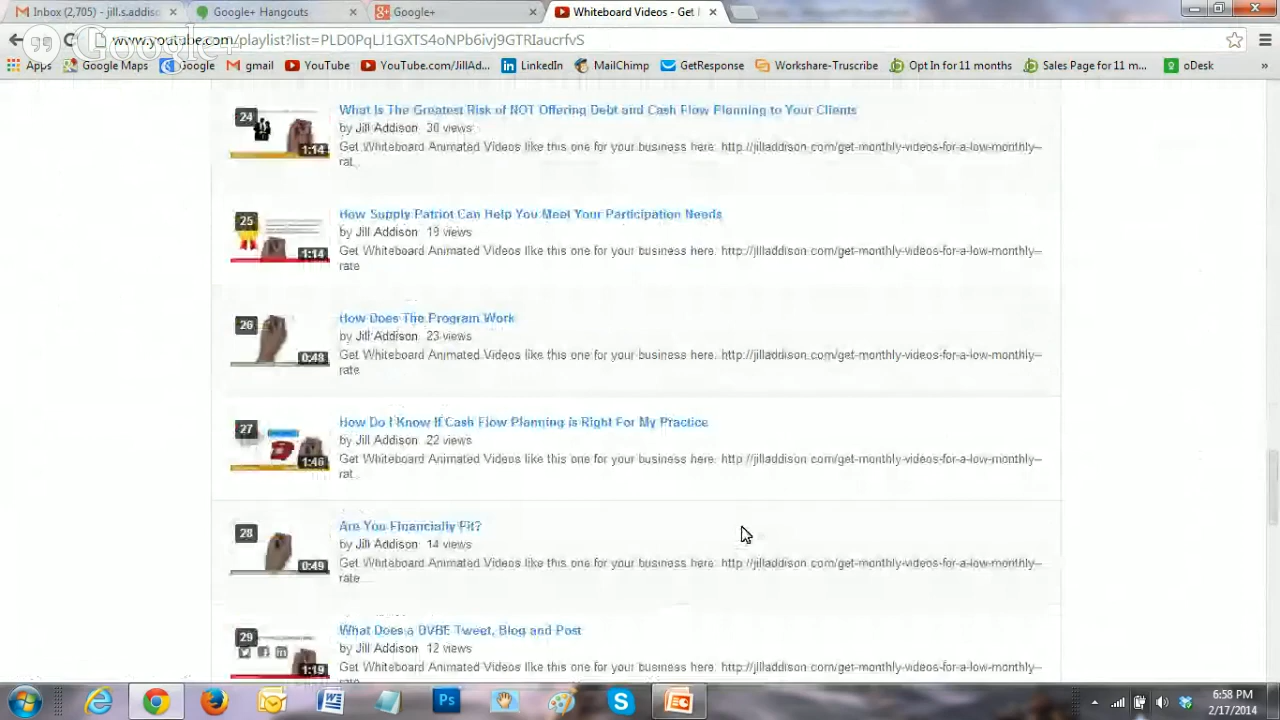 Inbox (2,705) - jill.s.addiso
Google+ Hangouts
Google+
Whiteboard Videos - Get
www.youtube.com/playlist?list=PLD0PqLJ1GXTS4oNPb6ivj9GTRIaucrfvS
Google+
Apps
gmail
YouTube
YouTube.com/JillAd...
LinkedIn
MailChimp
GetResponse
Workshare-Truscribe
Opt In for 11 months
Sales Page for 11 m...
oDesk
»
24
What Is The Greatest Risk of NOT Offering Debt and Cash Flow Planning to Your Clients
by Jill Addison 30 views
1:14
Get Whiteboard Animated Videos like this one for your business here. http://jilladdison.com/get-monthly-videos-for-a-low-monthly-
rat...
25
How Supply Patriot Can Help You Meet Your Participation Needs
by Jill Addison 19 views
1:14
Get Whiteboard Animated Videos like this one for your business here. http://jilladdison.com/get-monthly-videos-for-a-low-monthly-
rate
26
How Does The Program Work
by Jill Addison 23 views
0:48
Get Whiteboard Animated Videos like this one for your business here. http://jilladdison.com/get-monthly-videos-for-a-low-monthly-
rate
27
How Do I Know If Cash Flow Planning is Right For My Practice
by Jill Addison 22 views
1:46
Get Whiteboard Animated Videos like this one for your business here. http://jilladdison.com/get-monthly-videos-for-a-low-monthly-
rat...
28
Are You Financially Fit?
by Jill Addison 14 views
0:49
Get Whiteboard Animated Videos like this one for your business here. http://jilladdison.com/get-monthly-videos-for-a-low-monthly-
rate...
29
What Does a DVBE Tweet, Blog and Post
by Jill Addison 12 views
1:19
Get Whiteboard Animated Videos like this one for your business here. http://jilladdison.com/get-monthly-videos-for-a-low-monthly-
6:58 PM
2/17/2014